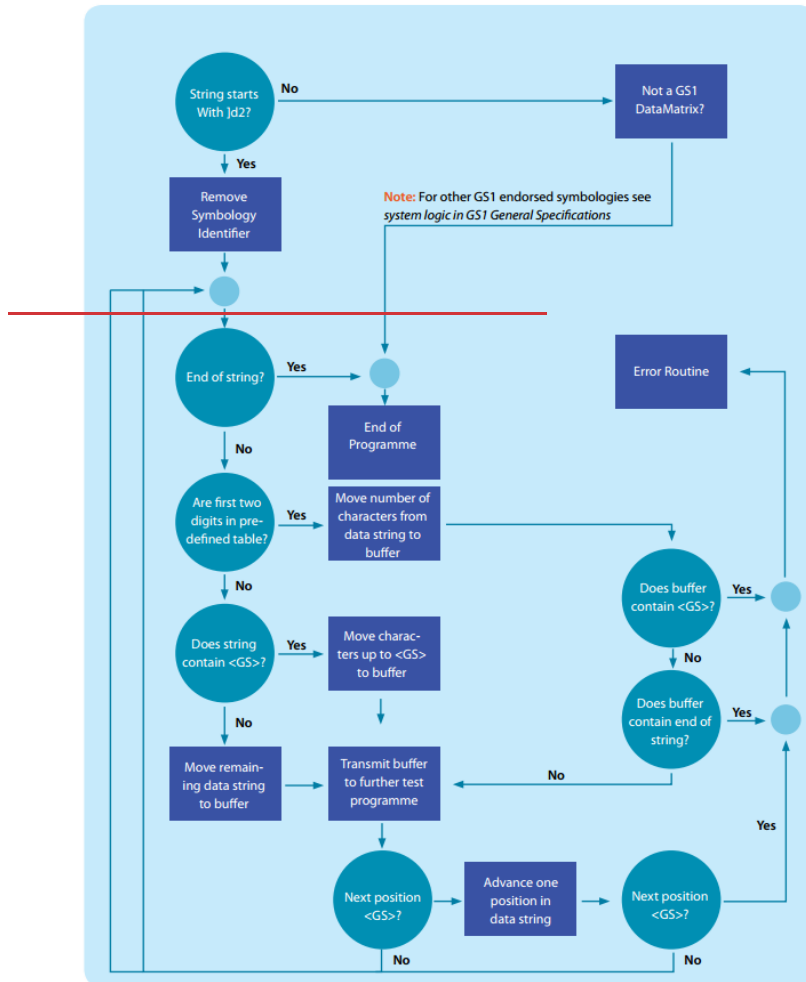 String starts
With ]d2?
No
Not a GS1
DataMatrix?
Yes
Remove
Symbology
Identifier
Note: For other GS1 endorsed symbologies see
system logic in GS1 General Specifications
End of string?
Yes
Error Routine
End of
Programme
No
Are first two
digits in pre-
defined table?
Yes
Move number of
characters from
data string to
buffer
Does buffer
contain <GS>?
Yes
No
No
Does string
contain <GS>?
Yes
Move charac-
ters up to <GS>
to buffer
Does buffer
contain end of
string?
Yes
No
Move remain-
ing data string
to buffer
Transmit buffer
to further test
programme
No
Yes
Next position
<GS>?
Advance one
position in
data string
Next position
<GS>?
No
No